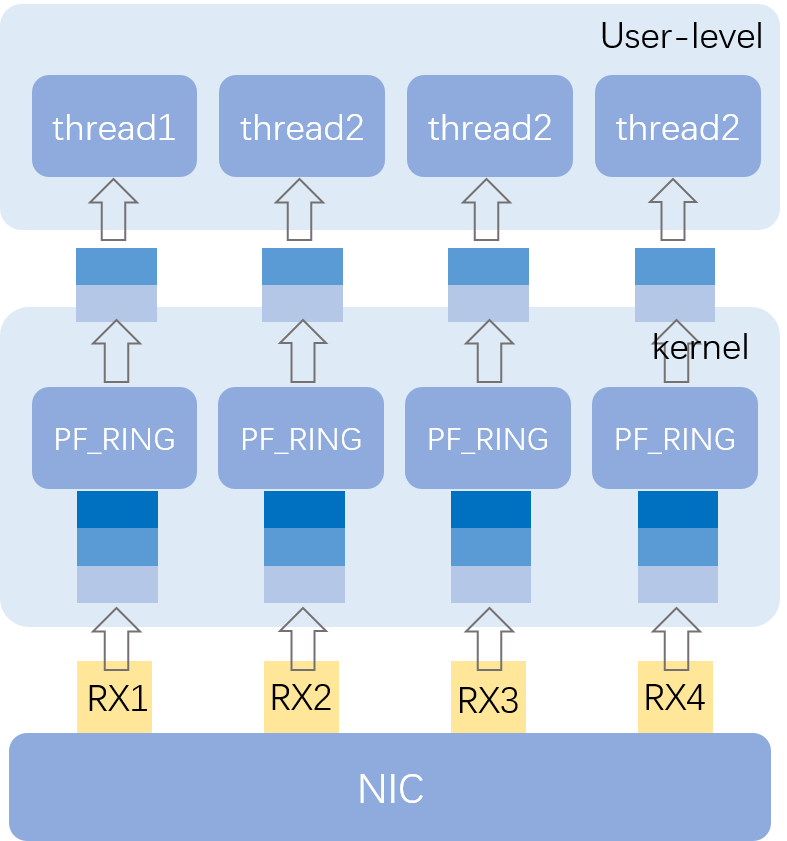 User-level
thread1 thread2 thread2 thread2
kernel
PF_RING PF_RING PF_RING PF_RING
RX1 RX2 RX3 RX4
NIC